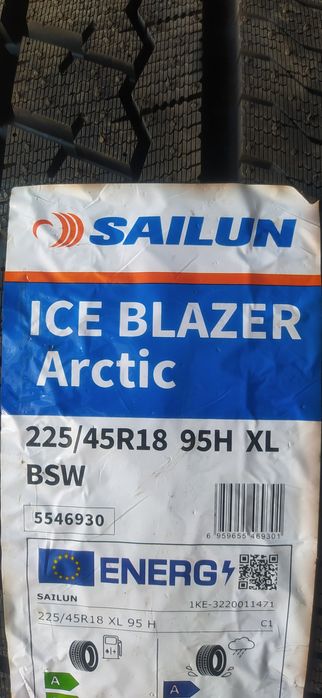 SAILUN
ICE BLAZER
Arctic
225/45R18 95H XL
BSW
5546930
6 959655 469301
ENERG
SAILUN
1KE-3220011471
225/45R18 XL 95 H
C1
A
A